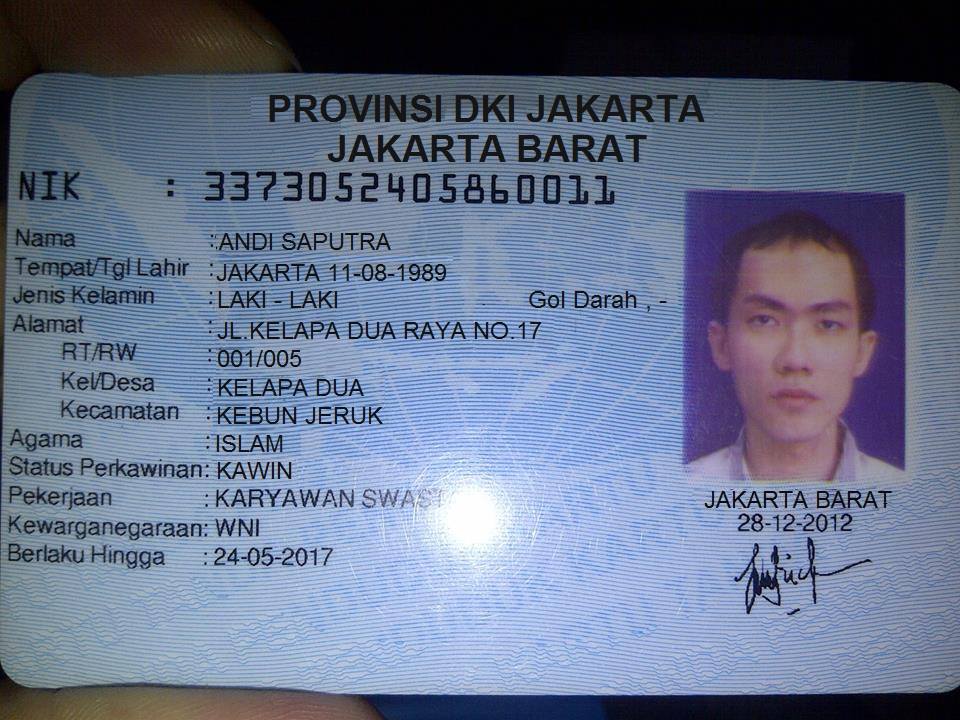 PROVINSI DKI JAKARTA
JAKARTA BARAT
NIK : 3373052405860011
Nama : ANDI SAPUTRA
Tempat/Tgl Lahir : JAKARTA 11-08-1989
Jenis Kelamin : LAKI - LAKI Gol Darah , -
Alamat : JL.KELAPA DUA RAYA NO.17
RT/RW : 001/005
Kel/Desa : KELAPA DUA
Kecamatan : KEBUN JERUK
Agama : ISLAM
Status Perkawinan: KAWIN
Pekerjaan : KARYAWAN
Kewarganegaraan: WNI
Berlaku Hingga : 24-05-2017
JAKARTA BARAT
28-12-2012